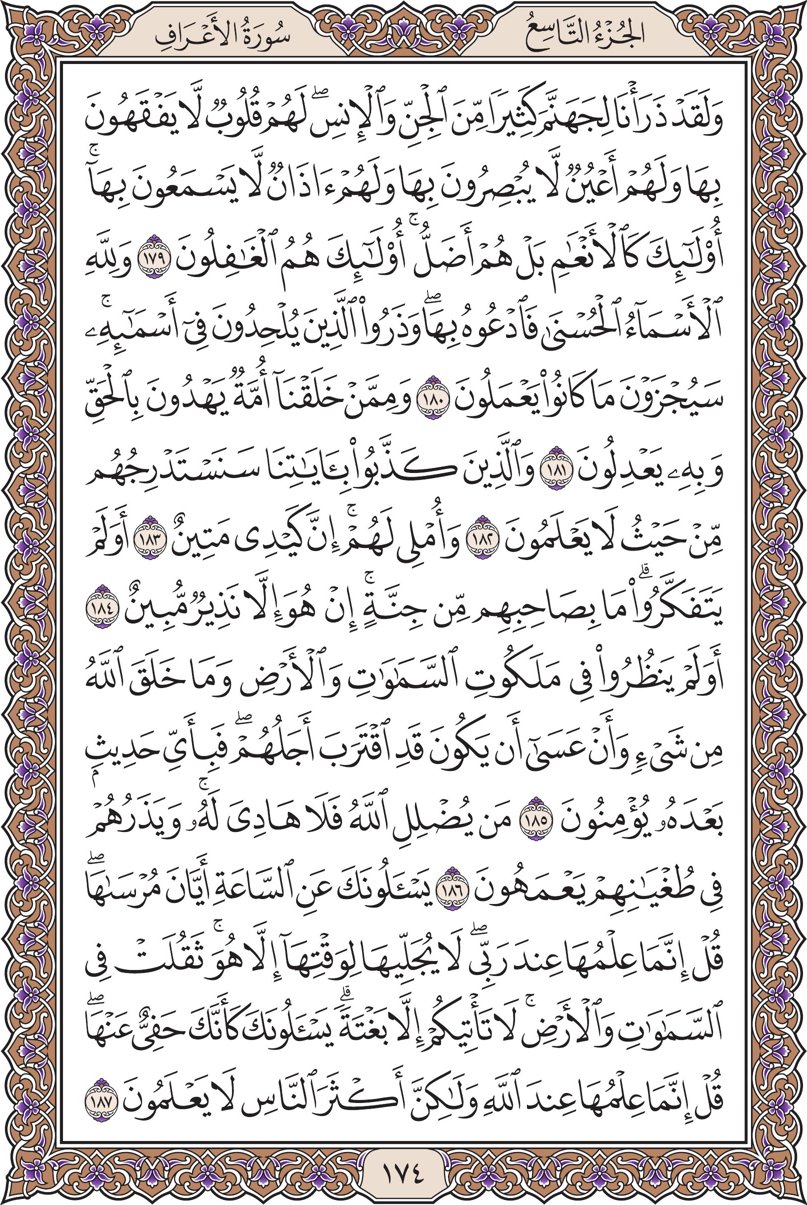 الجُزْءُ التَّاسِعُ
سُورَةُ الأَعْرَافِ
وَلَقَدْ ذَرَأْنَا لِجَهَنَّمَ كَثِيرًا مِّنَ ٱلْجِنِّ وَٱلْإِنسِۖ لَهُمْ قُلُوبٌ لَّا يَفْقَهُونَ
بِهَا وَلَهُمْ أَعْيُنٌ لَّا يُبْصِرُونَ بِهَا وَلَهُمْ ءَاذَانٌ لَّا يَسْمَعُونَ بِهَآۚ
أُوْلَٰٓئِكَ كَٱلْأَنْعَٰمِ بَلْ هُمْ أَضَلُّۚ أُوْلَٰٓئِكَ هُمُ ٱلْغَٰفِلُونَ ١٧٩ وَلِلَّهِ
ٱلْأَسْمَآءُ ٱلْحُسْنَىٰ فَٱدْعُوهُ بِهَاۖ وَذَرُواْ ٱلَّذِينَ يُلْحِدُونَ فِىٓ أَسْمَٰٓئِهِۦۚ
سَيُجْزَوْنَ مَا كَانُواْ يَعْمَلُونَ ١٨٠ وَمِمَّنْ خَلَقْنَآ أُمَّةٌ يَهْدُونَ بِٱلْحَقِّ
وَبِهِۦ يَعْدِلُونَ ١٨١ وَٱلَّذِينَ كَذَّبُواْ بِـَٔايَٰتِنَا سَنَسْتَدْرِجُهُم
مِّنْ حَيْثُ لَا يَعْلَمُونَ ١٨٢ وَأُمْلِى لَهُمْۚ إِنَّ كَيْدِى مَتِينٌ ١٨٣ أَوَلَمْ
يَتَفَكَّرُواْۗ مَا بِصَاحِبِهِم مِّن جِنَّةٍۚ إِنْ هُوَ إِلَّا نَذِيرٌ مُّبِينٌ ١٨٤
أَوَلَمْ يَنظُرُواْ فِى مَلَكُوتِ ٱلسَّمَٰوَٰتِ وَٱلْأَرْضِ وَمَا خَلَقَ ٱللَّهُ
مِن شَىْءٍ وَأَنْ عَسَىٰٓ أَن يَكُونَ قَدِ ٱقْتَرَبَ أَجَلُهُمْۖ فَبِأَىِّ حَدِيثٍۭ
بَعْدَهُۥ يُؤْمِنُونَ ١٨٥ مَن يُضْلِلِ ٱللَّهُ فَلَا هَادِىَ لَهُۥۚ وَيَذَرُهُمْ
فِى طُغْيَٰنِهِمْ يَعْمَهُونَ ١٨٦ يَسْـَٔلُونَكَ عَنِ ٱلسَّاعَةِ أَيَّانَ مُرْسَىٰهَاۖ
قُلْ إِنَّمَا عِلْمُهَا عِندَ رَبِّىۖ لَا يُجَلِّيهَا لِوَقْتِهَآ إِلَّا هُوَۚ ثَقُلَتْ فِى
ٱلسَّمَٰوَٰتِ وَٱلْأَرْضِۚ لَا تَأْتِيكُمْ إِلَّا بَغْتَةًۗ يَسْـَٔلُونَكَ كَأَنَّكَ حَفِىٌّ عَنْهَاۖ
قُلْ إِنَّمَا عِلْمُهَا عِندَ ٱللَّهِ وَلَٰكِنَّ أَكْثَرَ ٱلنَّاسِ لَا يَعْلَمُونَ ١٨٧
١٧٤